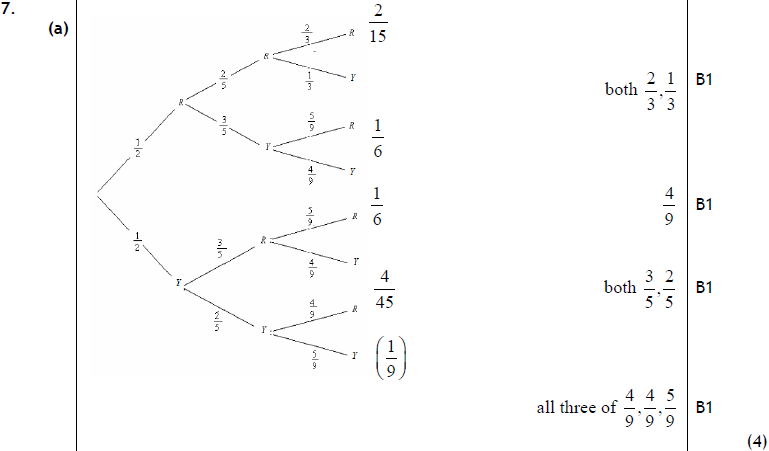 7.
(a)
2/3 R 2/15
R
2/5 1/3 Y
both 2/3, 1/3 B1
R
3/5 5/9 R 1/6
Y
1/2 4/9 Y
4/9 B1
5/9 R 1/6
1/2 3/5 R
4/9 Y
both 3/5, 2/5 B1
Y
2/5 4/9 R 4/45
Y
5/9 Y (1/9)
all three of 4/9, 4/9, 5/9 B1
(4)